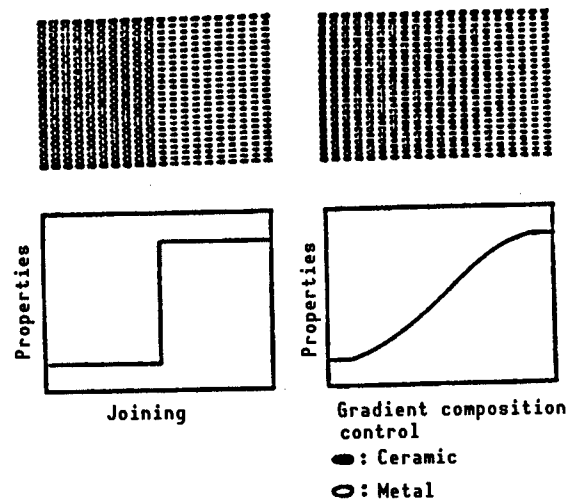 Properties
Joining
Properties
Gradient composition
control
: Ceramic
: Metal